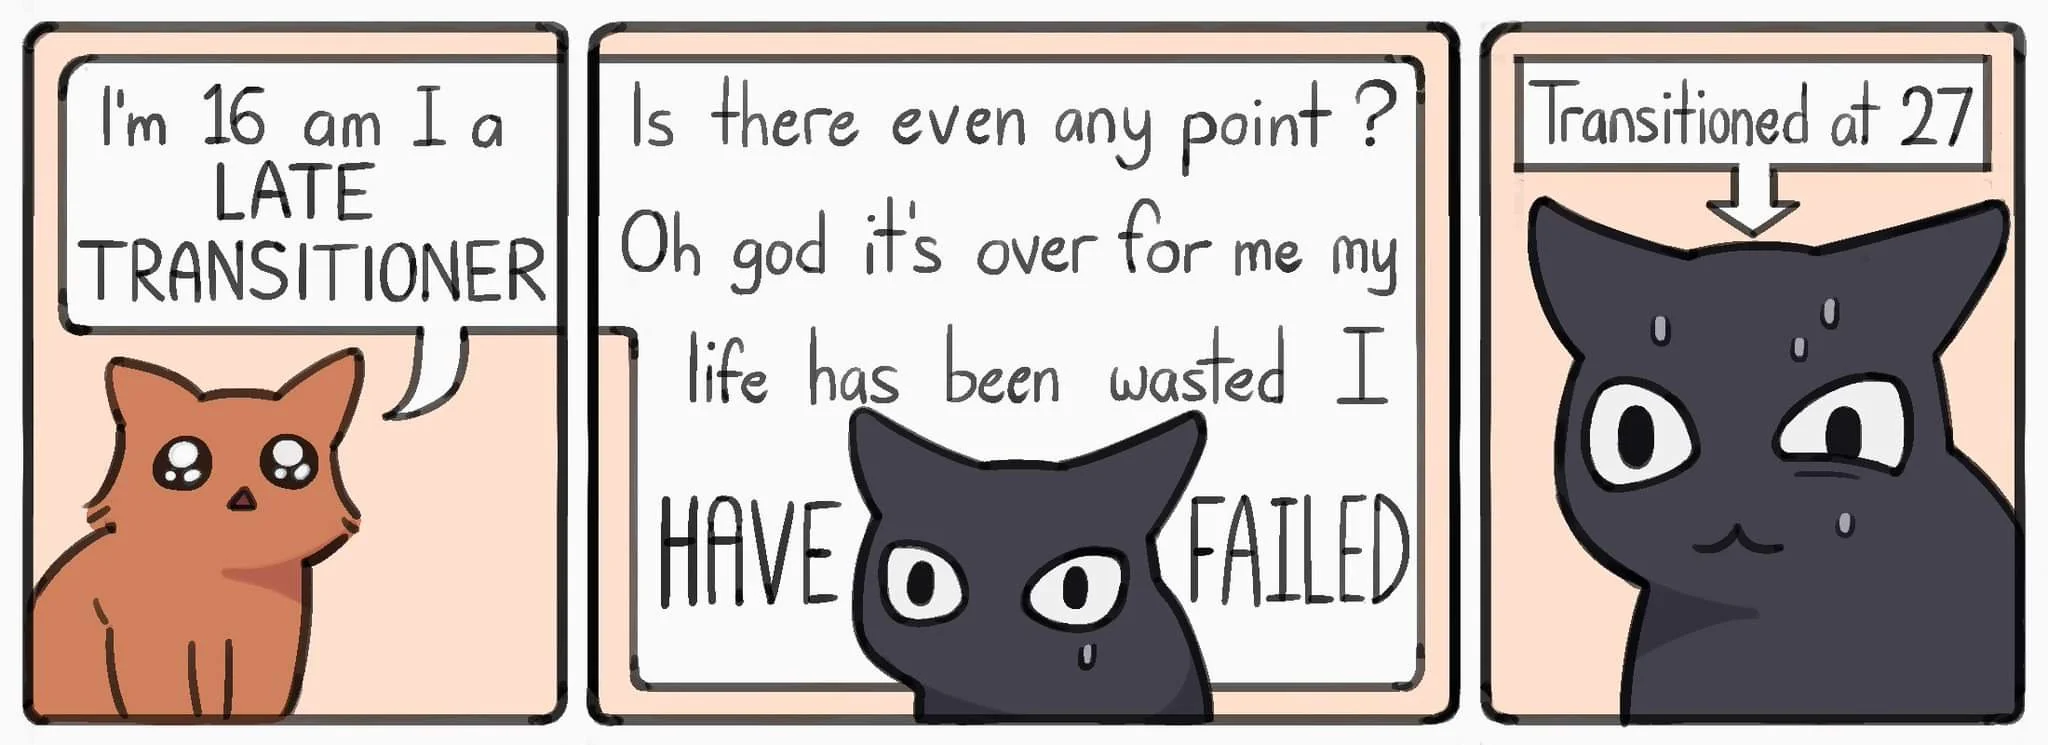 I'm 16 am I a
LATE
TRANSITIONER
Is there even any point?
Oh god it's over for me my
life has been wasted I
HAVE FAILED
Transitioned at 27